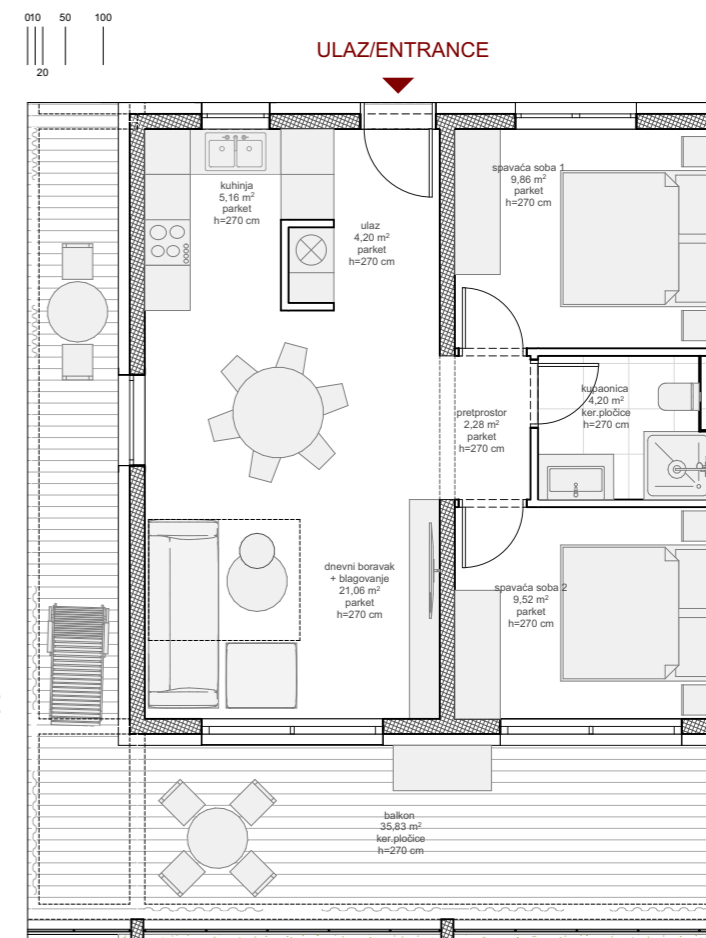 010 50 100
20
ULAZ/ENTRANCE
kuhinja
5,16 m²
parket
h=270 cm
ulaz
4,20 m²
parket
h=270 cm
spavaća soba 1
9,86 m²
parket
h=270 cm
pretprostor
2,28 m²
parket
h=270 cm
kupaonica
4,20 m²
ker.pločice
h=270 cm
dnevni boravak
+ blagovanje
21,06 m²
parket
h=270 cm
spavaća soba 2
9,52 m²
parket
h=270 cm
balkon
35,83 m²
ker.pločice
h=270 cm